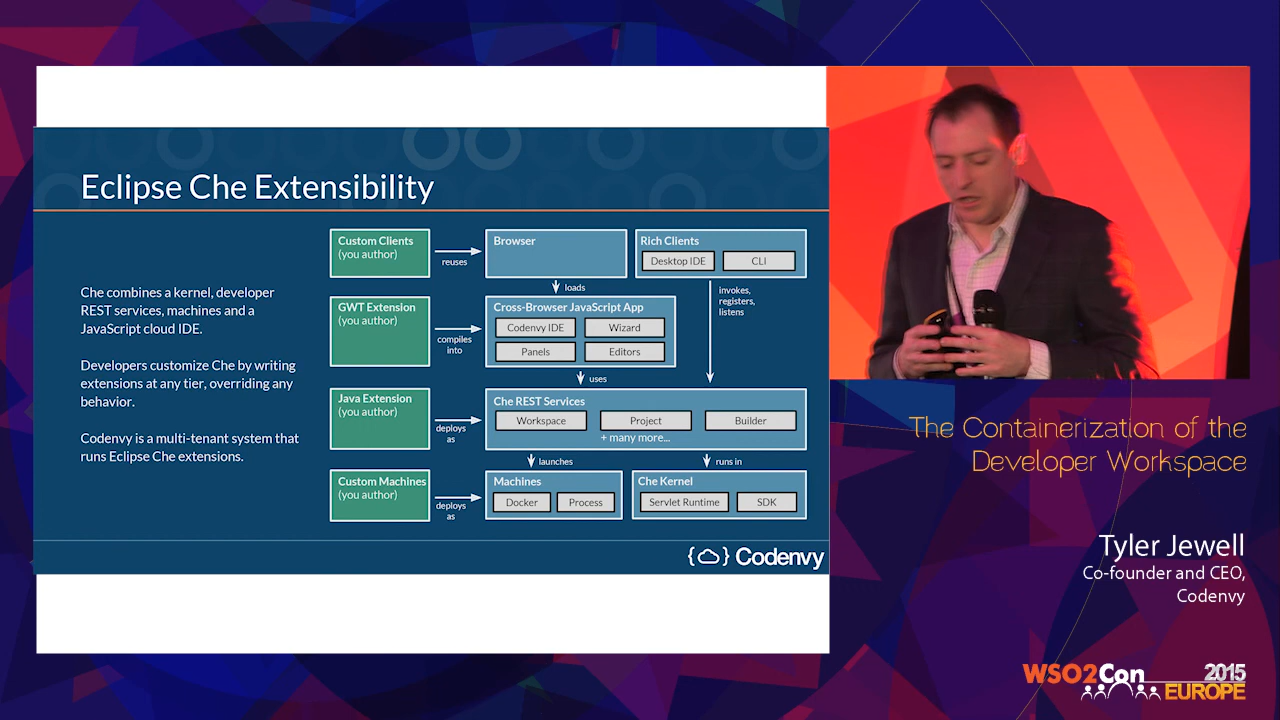 Eclipse Che Extensibility
Che combines a kernel, developer
REST services, machines and a
JavaScript cloud IDE.
Developers customize Che by writing
extensions at any tier, overriding any
behavior.
Codenvy is a multi-tenant system that
runs Eclipse Che extensions.
Custom Clients
(you author)
reuses
Browser
Rich Clients
Desktop IDE
CLI
loads
invokes,
registers,
listens
GWT Extension
(you author)
compiles
into
Cross-Browser JavaScript App
Codenvy IDE
Wizard
Panels
Editors
uses
Java Extension
(you author)
deploys
as
Che REST Services
Workspace
Project
Builder
+ many more...
launches
runs in
Custom Machines
(you author)
deploys
as
Machines
Docker
Process
Che Kernel
Servlet Runtime
SDK
{ } Codenvy
The Containerization of the
Developer Workspace
Tyler Jewell
Co-founder and CEO,
Codenvy
WSO2Con 2015
EUROPE